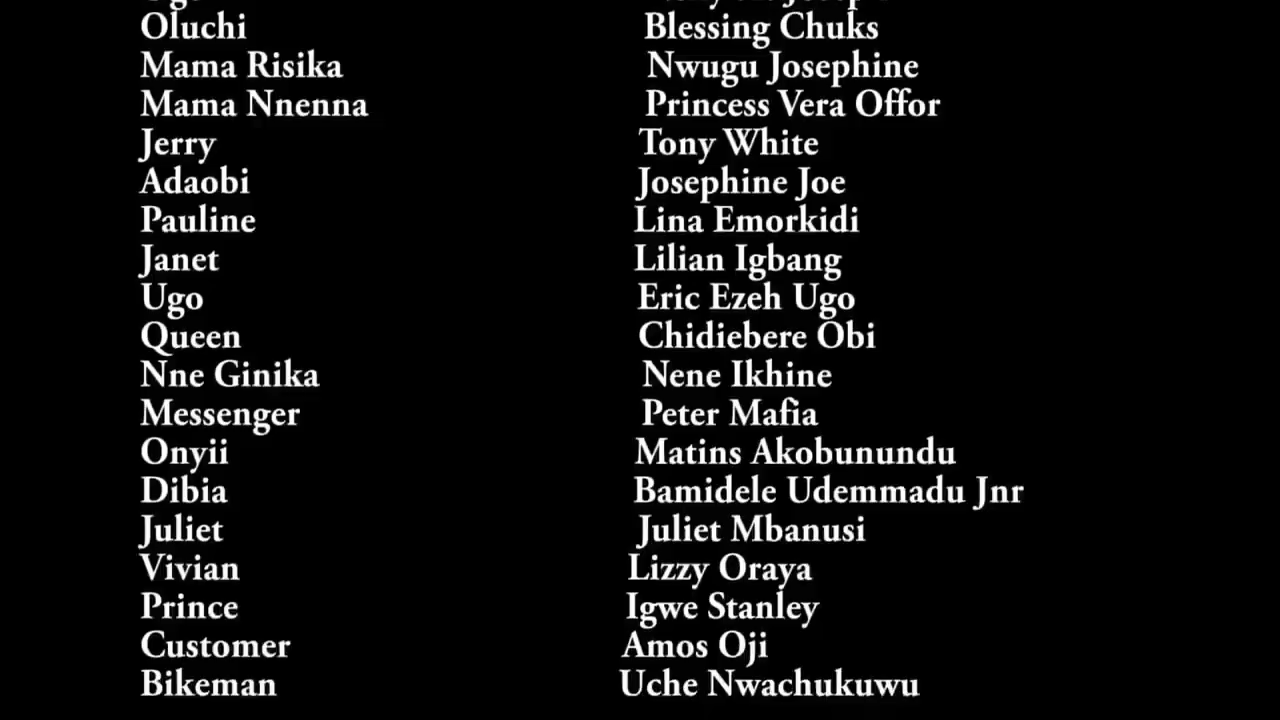 Oluchi Blessing Chuks
Mama Risika Nwugu Josephine
Mama Nnenna Princess Vera Offor
Jerry Tony White
Adaobi Josephine Joe
Pauline Lina Emorkidi
Janet Lilian Igbang
Ugo Eric Ezeh Ugo
Queen Chidiebere Obi
Nne Ginika Nene Ikhine
Messenger Peter Mafia
Onyii Matins Akobunundu
Dibia Bamidele Udemmadu Jnr
Juliet Juliet Mbanusi
Vivian Lizzy Oraya
Prince Igwe Stanley
Customer Amos Oji
Bikeman Uche Nwachukuwu